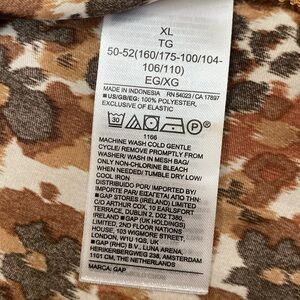 XL
TG
50-52(160/175-100/104-
106/110)
EG/XG
MADE IN INDONESIA RN 54023 / CA 17897
■ US/GB/EG: 100% POLYESTER,
EXCLUSIVE OF ELASTIC
30
P
1166
MACHINE WASH COLD GENTLE
CYCLE/ REMOVE PROMPTLY FROM
WASHER/ WASH IN MESH BAG/
ONLY NON-CHLORINE BLEACH
WHEN NEEDED/ TUMBLE DRY LOW/
COOL IRON
DISTRIBUIDO POR/ IMPORTED BY/
IMPORTÉ PAR/ ΕΙΣΑΓΕΤΑΙ ΑΠΟ ΤΗΝ:
■ GAP STORES (IRELAND) LIMITED
C/O ARTHUR COX, 10 EARLSFORT
TERRACE, DUBLIN 2, D02 T380,
IRELAND ■ GAP (UK HOLDINGS)
LIMITED, 2ND FLOOR NATIONS
HOUSE, 103 WIGMORE STREET,
LONDON, W1U 1QS, UK
■ GAP (RHC) B.V., LUNA ARENA,
HERIKERBERGWEG 238, AMSTERDAM
1101 CM, THE NETHERLANDS
MARCA: GAP